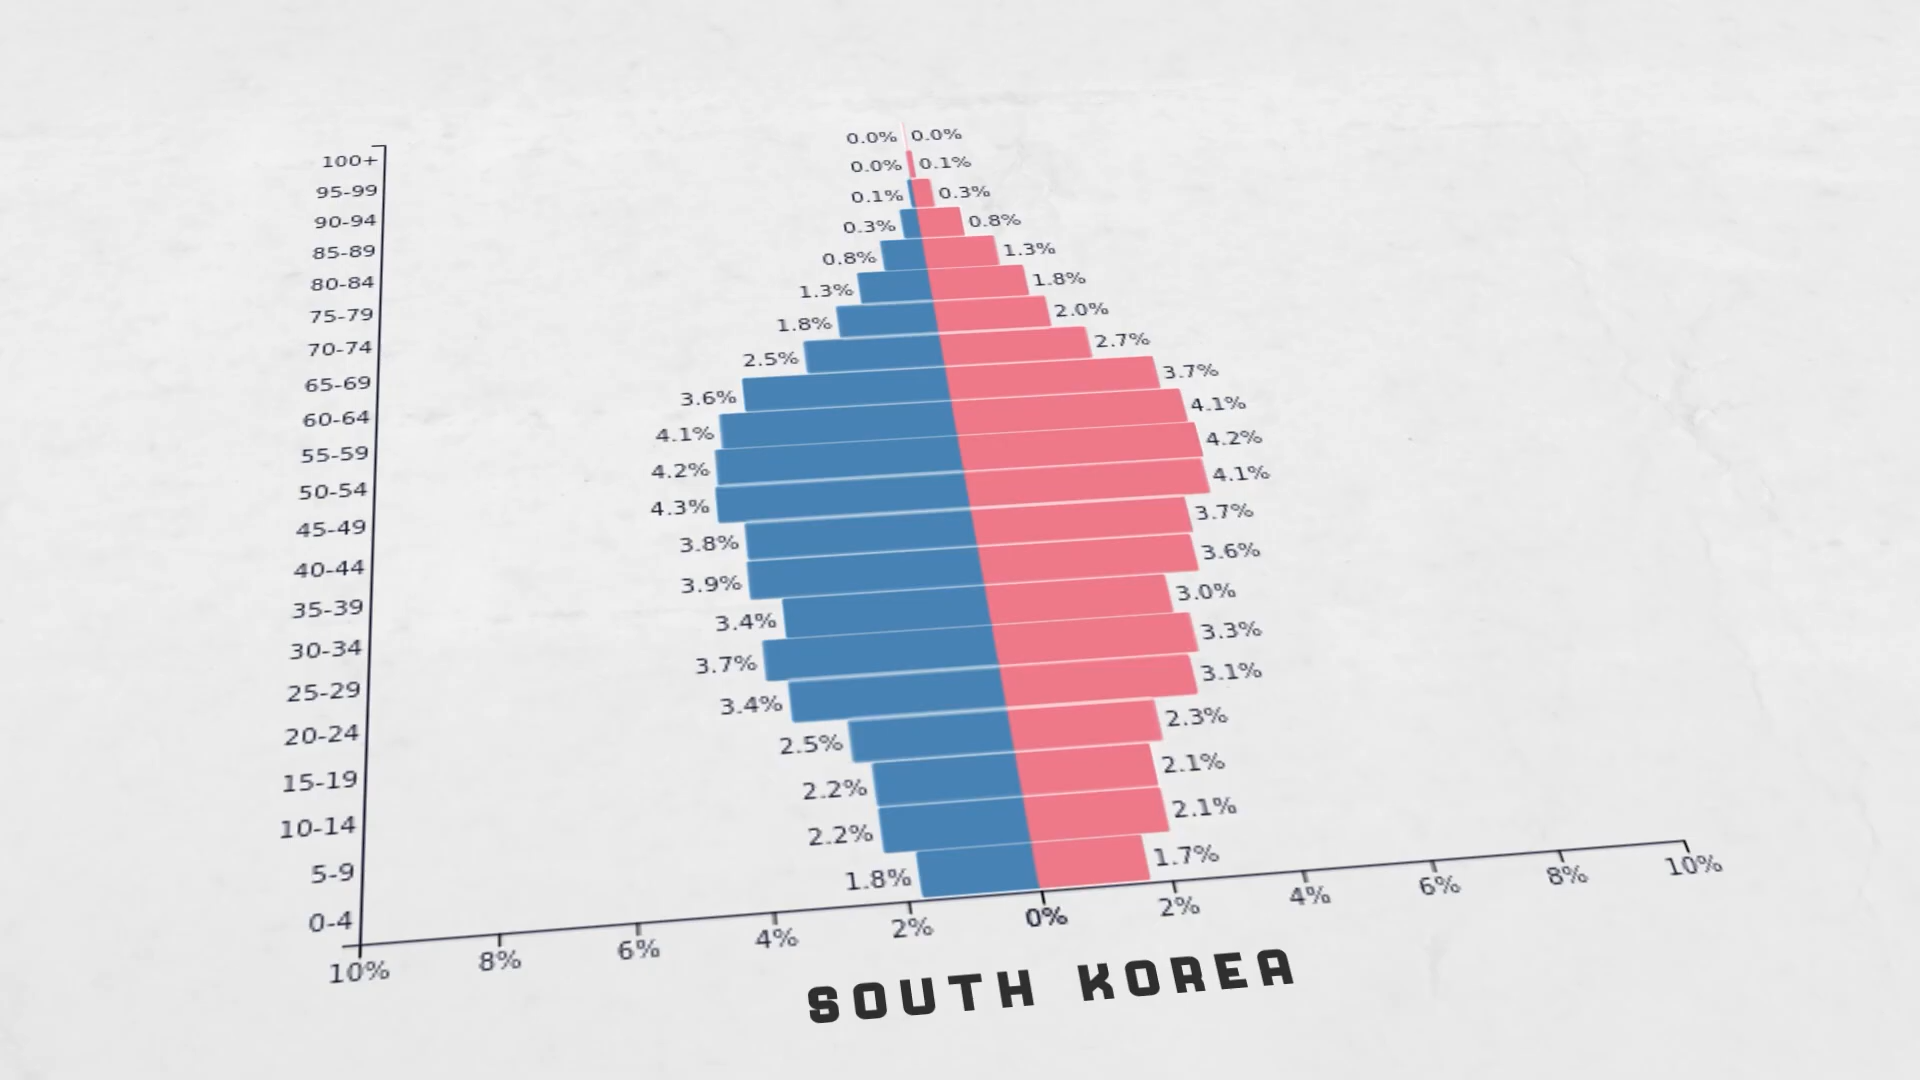 100+ 0.0% 0.0%
95-99 0.0% 0.1%
90-94 0.1% 0.3%
85-89 0.3% 0.8%
80-84 0.8% 1.3%
75-79 1.3% 1.8%
70-74 1.8% 2.0%
65-69 2.5% 2.7%
60-64 3.6% 3.7%
55-59 4.1% 4.1%
50-54 4.2% 4.2%
45-49 4.3% 4.1%
40-44 3.8% 3.7%
35-39 3.9% 3.6%
30-34 3.4% 3.0%
25-29 3.7% 3.3%
20-24 3.4% 3.1%
15-19 2.5% 2.3%
10-14 2.2% 2.1%
5-9 2.2% 2.1%
0-4 1.8% 1.7%
10% 8% 6% 4% 2% 0% 2% 4% 6% 8% 10%
SOUTH KOREA